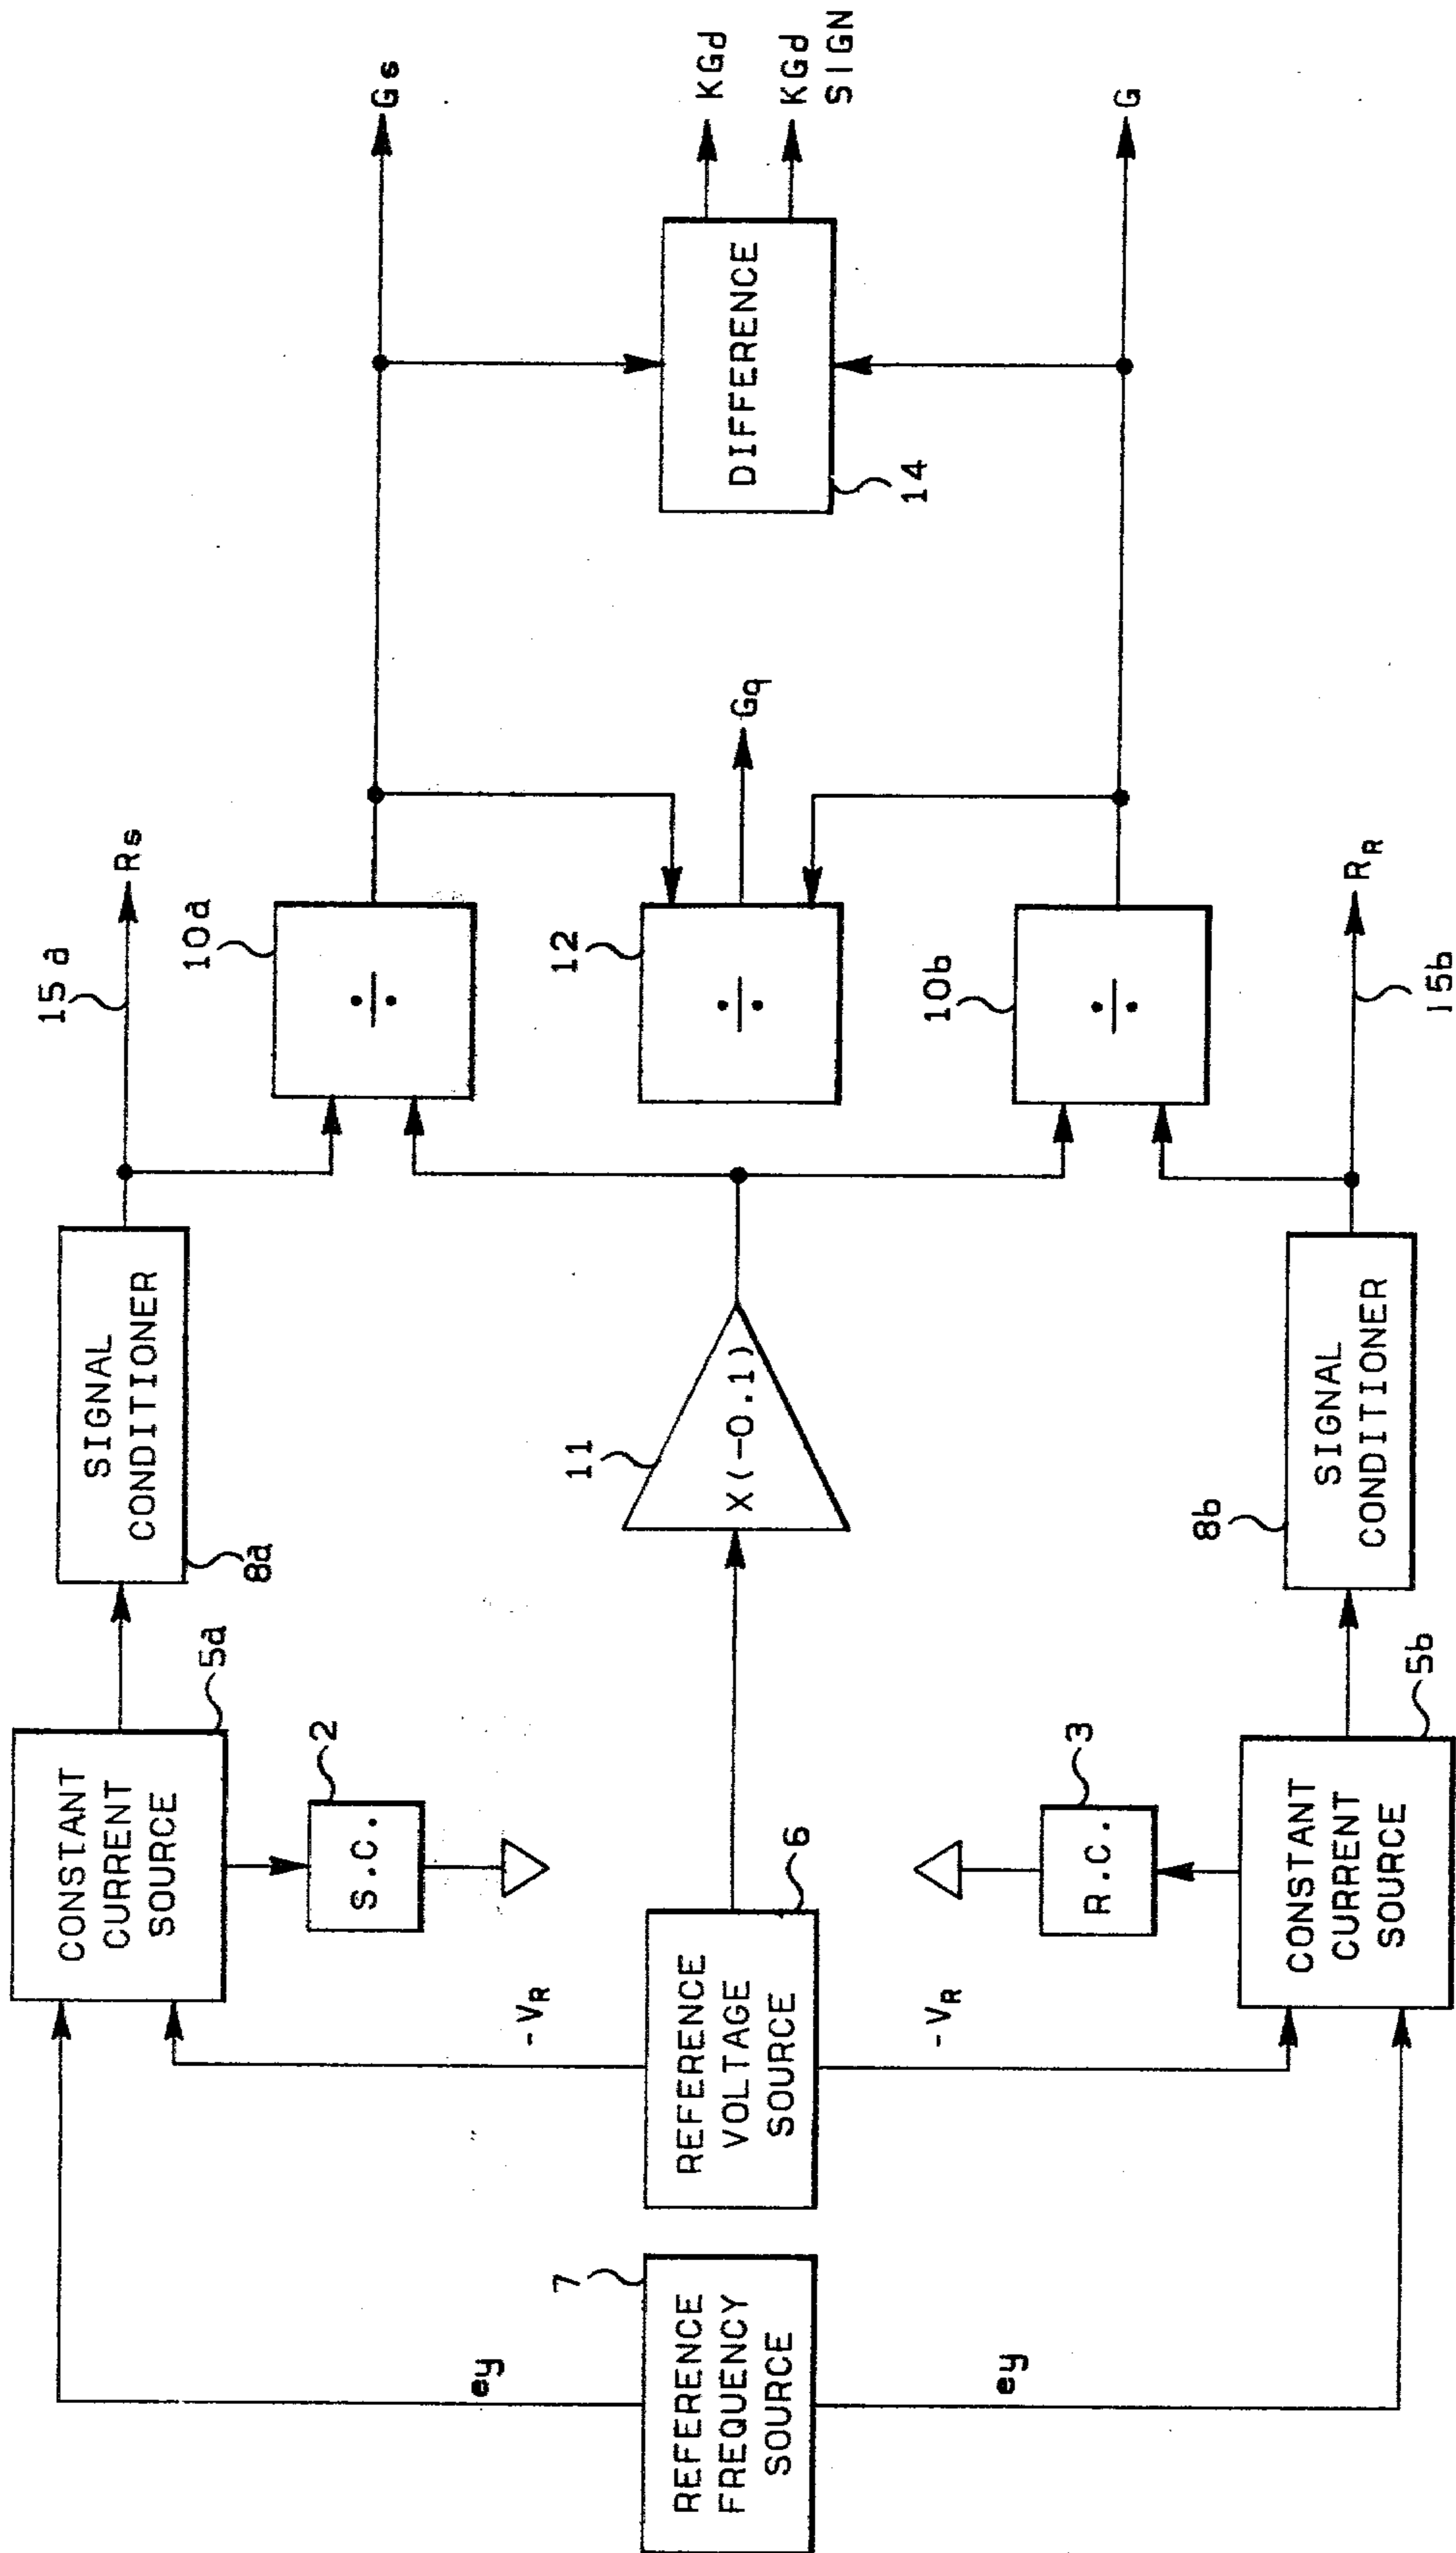 REFERENCE
FREQUENCY
SOURCE
7
ey
ey
REFERENCE
VOLTAGE
SOURCE
6
-VR
-VR
CONSTANT
CURRENT
SOURCE
5a
S.C.
2
R.C.
3
CONSTANT
CURRENT
SOURCE
5b
SIGNAL
CONDITIONER
8a
X(-0.1)
11
SIGNAL
CONDITIONER
8b
15a
Rs
10a
÷
12
÷
Gq
10b
÷
15b
RR
DIFFERENCE
14
Gs
KGd
KGd
SIGN
G